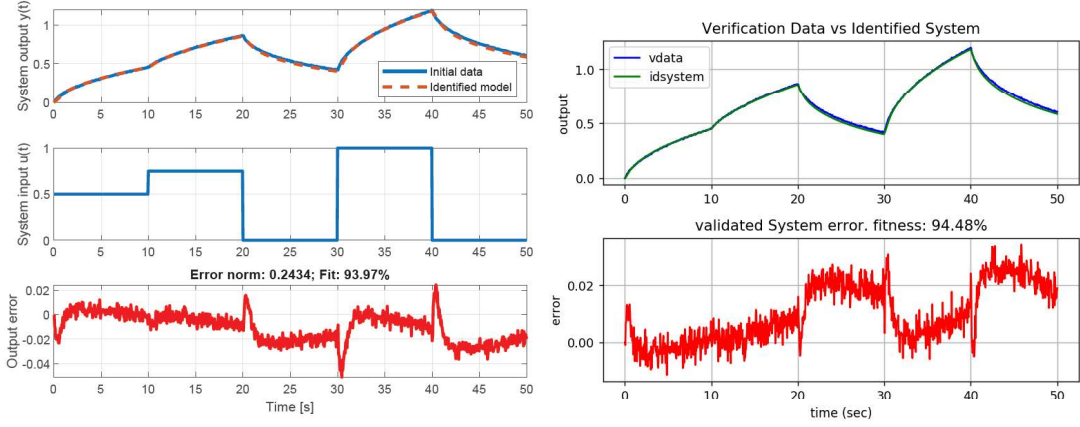 System output y(t)
1
0.5
0
Initial data
Identified model
0 5 10 15 20 25 30 35 40 45 50
System input u(t)
1
0.5
0
0 5 10 15 20 25 30 35 40 45 50
Error norm: 0.2434; Fit: 93.97%
Output error
0.02
0
-0.02
-0.04
0 5 10 15 20 25 30 35 40 45 50
Time [s]
Verification Data vs Identified System
output
1.0
0.5
0.0
vdata
idsystem
0 10 20 30 40 50
validated System error. fitness: 94.48%
error
0.02
0.00
0 10 20 30 40 50
time (sec)